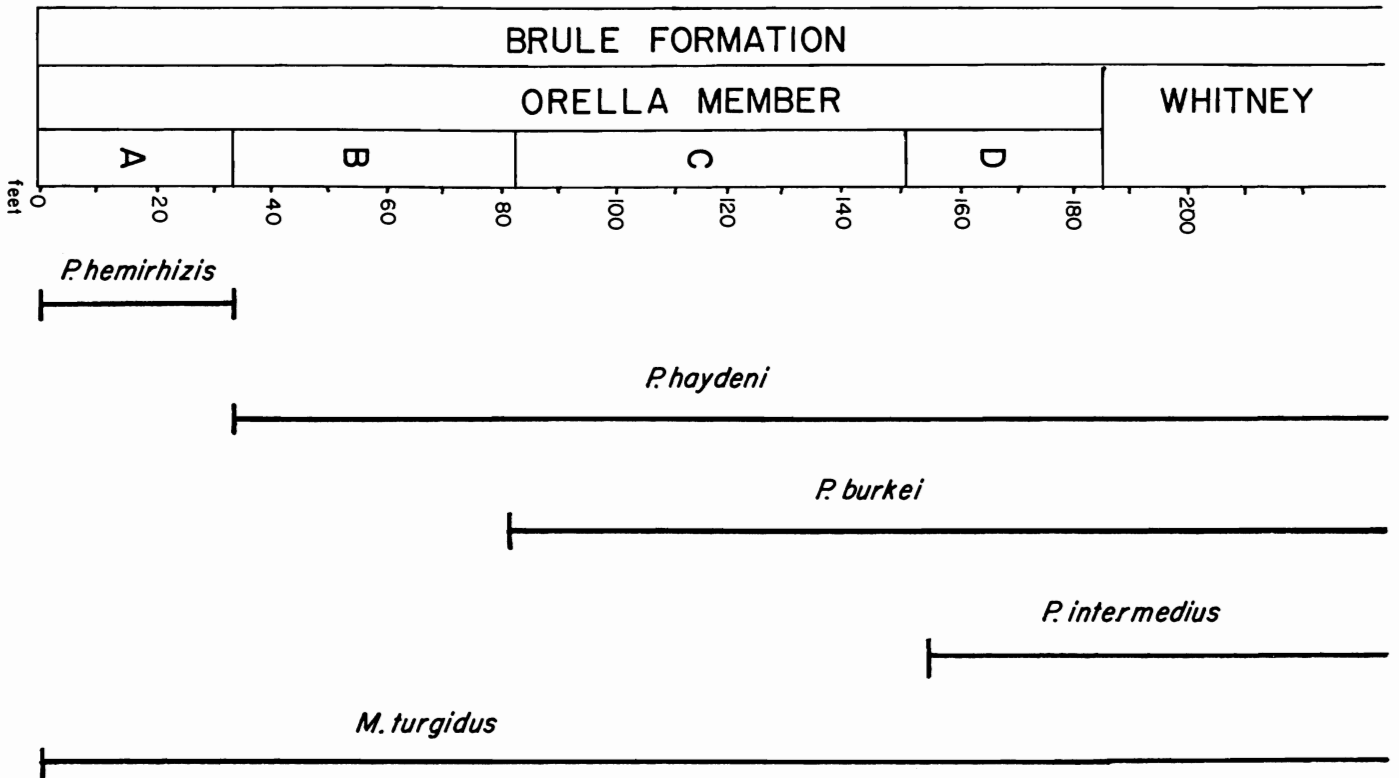 BRULE FORMATION
ORELLA MEMBER WHITNEY
A B C D
feet 0 20 40 60 80 100 120 140 160 180 200
P. hemirhizis
P. haydeni
P. burkei
P. intermedius
M. turgidus